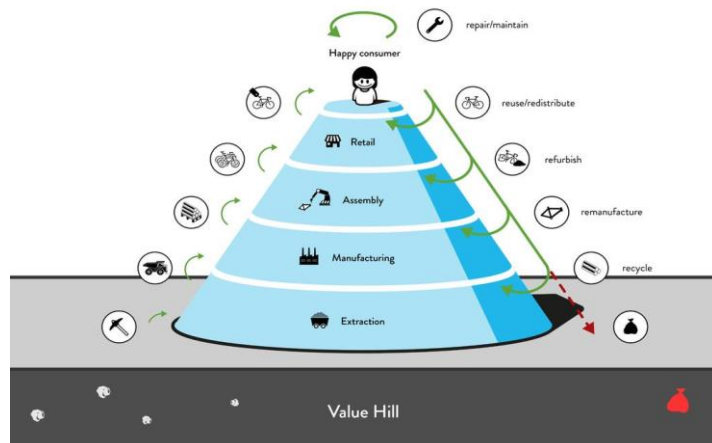 repair/maintain
Happy consumer
reuse/redistribute
Retail
refurbish
Assembly
remanufacture
Manufacturing
recycle
Extraction
Value Hill